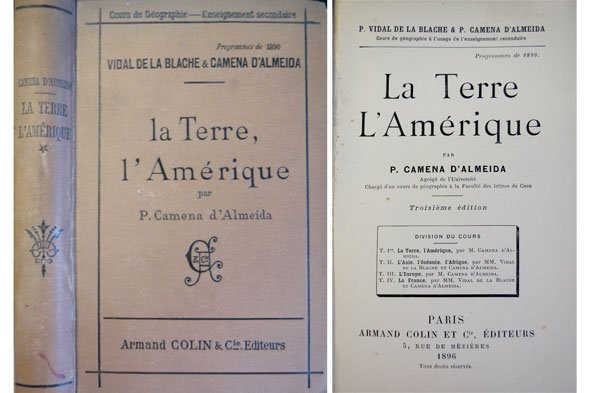 CAMENA D'ALMEIDA
LA TERRE
L'AMÉRIQUE
Cours de Géographie — Enseignement secondaire
Programmes de 1890
VIDAL DE LA BLACHE & CAMENA D'ALMEIDA
la Terre,
l'Amérique
par
P. Camena d'Almeida
Armand COLIN & Cie, Editeurs
P. VIDAL DE LA BLACHE & P. CAMENA D'ALMEIDA
Cours de géographie à l'usage de l'enseignement secondaire
Programmes de 1890.
La Terre
L'Amérique
PAR
P. CAMENA D'ALMEIDA
Agrégé de l'Université
Chargé d'un cours de géographie à la Faculté des lettres de Caen
Troisième édition
DIVISION DU COURS
T. Ier. La Terre, l'Amérique, par M. CAMENA D'AL-
MEIDA.
T. II. L'Asie, l'Océanie, l'Afrique, par MM. VIDAL
DE LA BLACHE ET CAMENA D'ALMEIDA.
T. III. L'Europe, par M. CAMENA D'ALMEIDA.
T. IV. La France, par MM. VIDAL DE LA BLACHE
ET CAMENA D'ALMEIDA.
PARIS
ARMAND COLIN ET Cie, ÉDITEURS
5, RUE DE MÉZIÈRES
1896
Tous droits réservés.